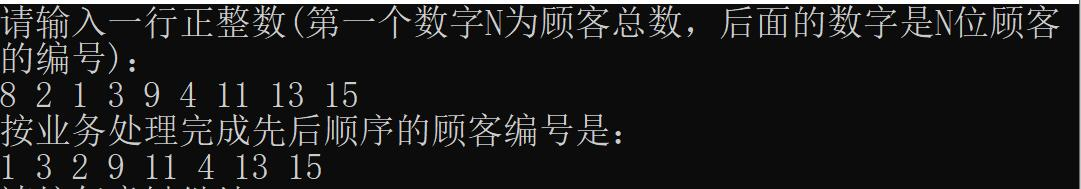 请输入一行正整数(第一个数字N为顾客总数，后面的数字是N位顾客
的编号)：
8 2 1 3 9 4 11 13 15
按业务处理完成先后顺序的顾客编号是：
1 3 2 9 11 4 13 15